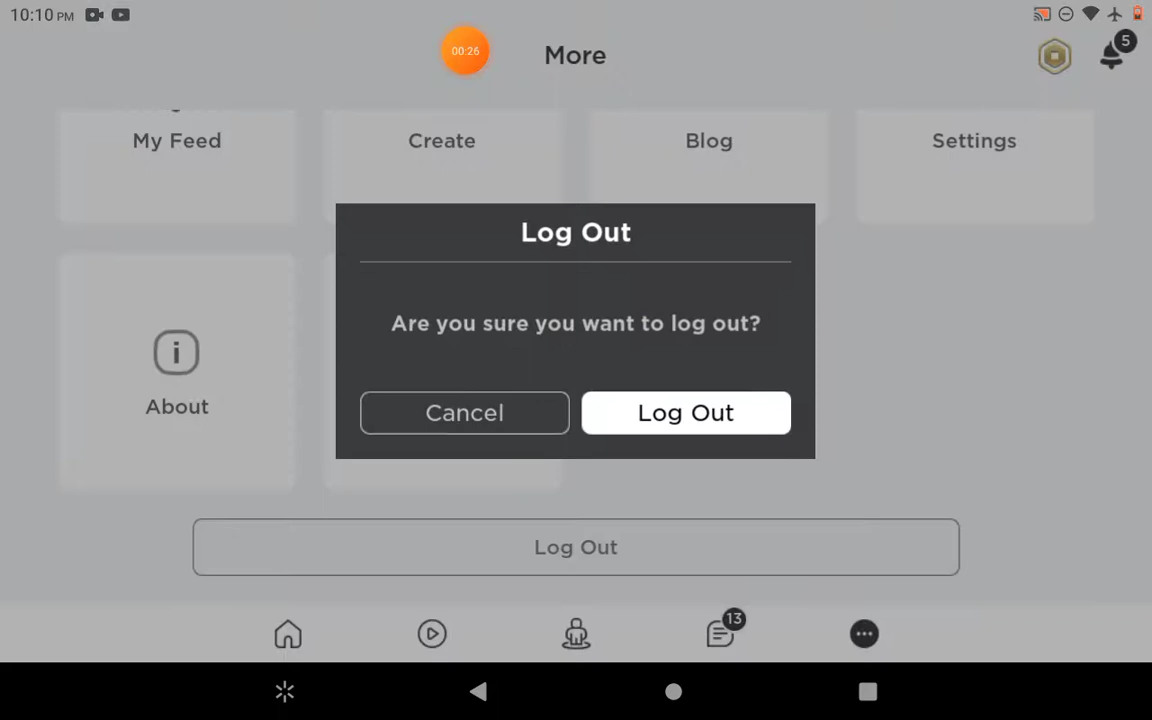 10:10 PM
00:26
More
5
My Feed
Create
Blog
Settings
Log Out
Are you sure you want to log out?
Cancel
Log Out
About
Log Out
13